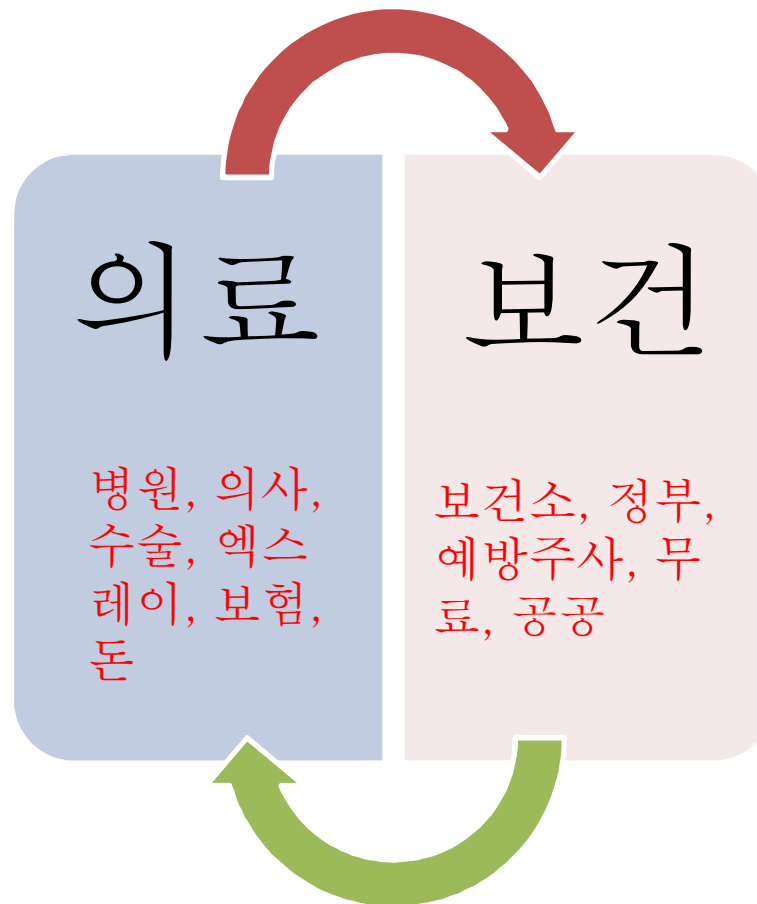 의료
병원, 의사,
수술, 엑스
레이, 보험,
돈
보건
보건소, 정부,
예방주사, 무
료, 공공